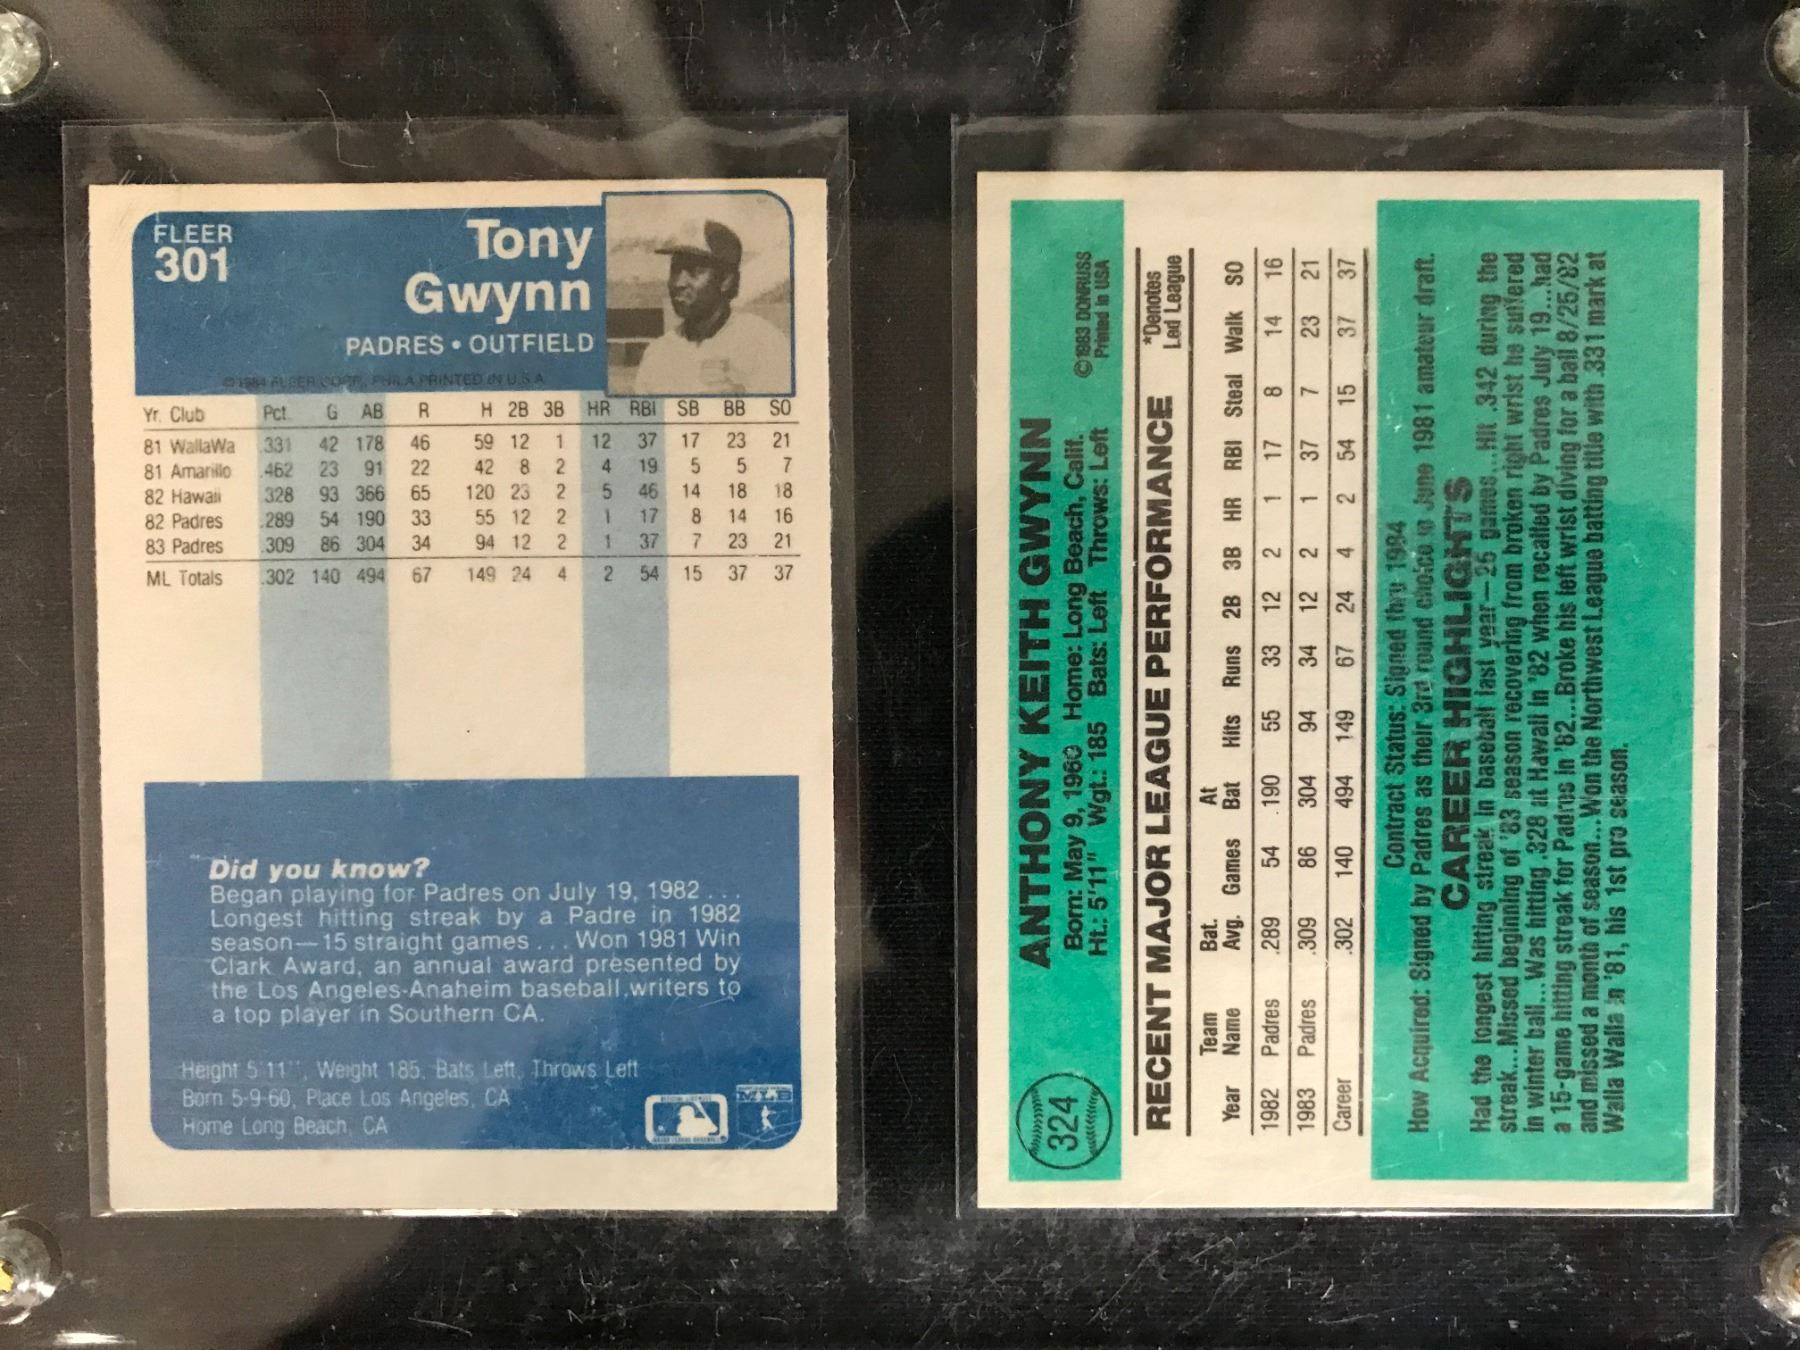 FLEER
301
Tony
Gwynn
PADRES • OUTFIELD
©1984 FLEER CORP., PHILA PRINTED IN U.S.A.
Yr. Club Pct. G AB R H 2B 3B HR RBI SB BB SO
81 WallaWa .331 42 178 46 59 12 1 12 37 17 23 21
81 Amarillo .462 23 91 22 42 8 2 4 19 5 5 7
82 Hawaii .328 93 366 65 120 23 2 5 46 14 18 18
82 Padres .289 54 190 33 55 12 2 1 17 8 14 16
83 Padres .309 86 304 34 94 12 2 1 37 7 23 21
ML Totals .302 140 494 67 149 24 4 2 54 15 37 37
Did you know?
Began playing for Padres on July 19, 1982 . . .
Longest hitting streak by a Padre in 1982
season—15 straight games . . . Won 1981 Win
Clark Award, an annual award presented by
the Los Angeles-Anaheim baseball writers to
a top player in Southern CA.
Height 5'11", Weight 185, Bats Left, Throws Left
Born 5-9-60, Place Los Angeles, CA
Home Long Beach, CA
MLB
324
ANTHONY KEITH GWYNN
Born: May 9, 1960 Home: Long Beach, Calif.
Ht.: 5'11" Wgt.: 185 Bats: Left Throws: Left
©1983 DONRUSS
Printed in USA
RECENT MAJOR LEAGUE PERFORMANCE
*Denotes
Led League
Team Bat. At
Year Name Avg. Games Bat Hits Runs 2B 3B HR RBI Steal Walk SO
1982 Padres .289 54 190 55 33 12 2 1 17 8 14 16
1983 Padres .309 86 304 94 34 12 2 1 37 7 23 21
Career .302 140 494 149 67 24 4 2 54 15 37 37
Contract Status: Signed thru 1984
How Acquired: Signed by Padres as their 3rd round choice in June 1981 amateur draft.
CAREER HIGHLIGHTS
Had the longest hitting streak in baseball last year—25 games...Hit .342 during the
streak...Missed beginning of '83 season recovering from broken right wrist he suffered
in winter ball...Was hitting .328 at Hawaii in '82 when recalled by Padres July 19...had
a 15-game hitting streak for Padres in '82...Broke his left wrist diving for a ball 8/25/82
and missed a month of season...Won the Northwest League batting title with .331 mark at
Walla Walla in '81, his 1st pro season.